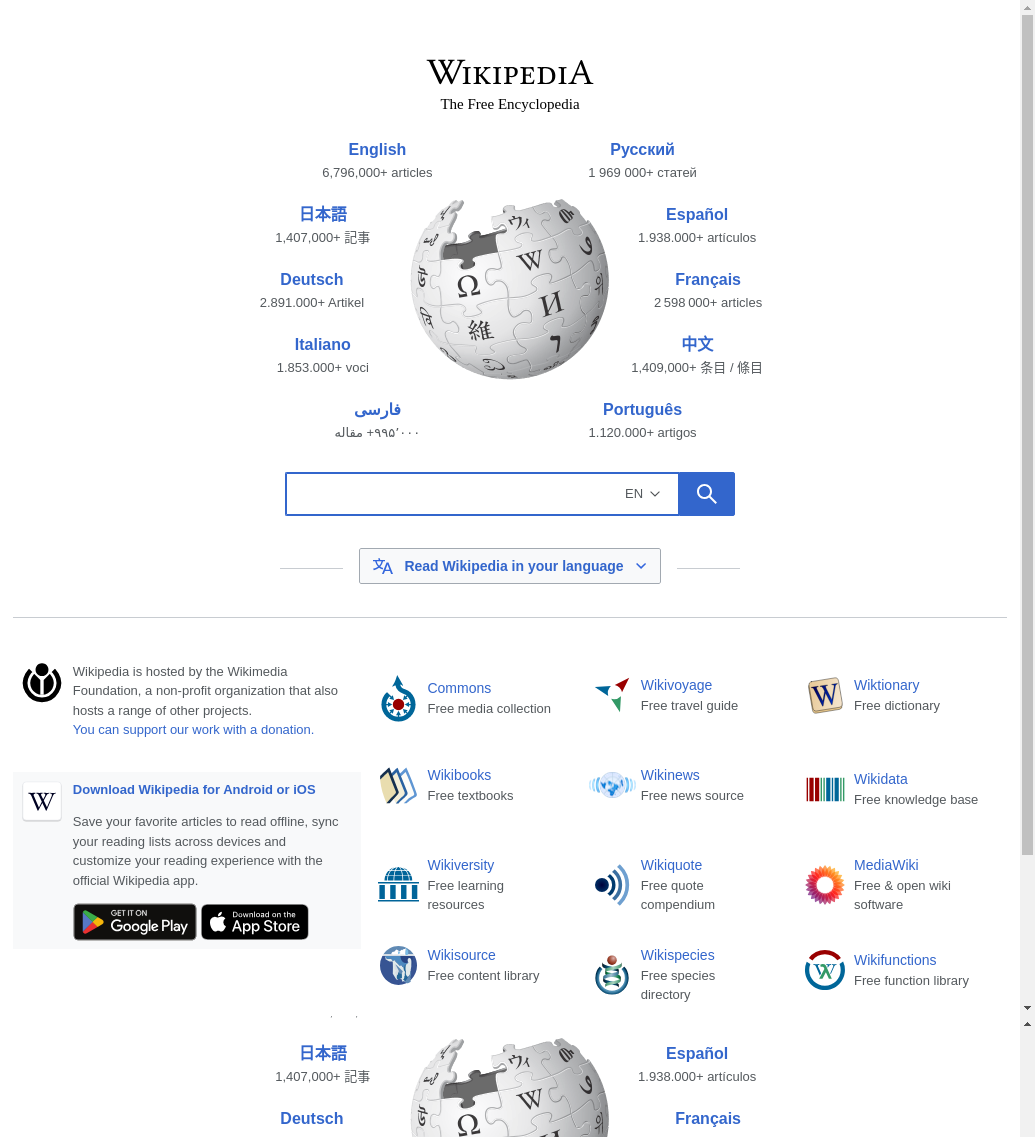 WIKIPEDIA
The Free Encyclopedia
English
6,796,000+ articles
Русский
1 969 000+ статей
日本語
1,407,000+ 記事
Español
1.938.000+ artículos
Deutsch
2.891.000+ Artikel
Français
2 598 000+ articles
Italiano
1.853.000+ voci
中文
1,409,000+ 条目 / 條目
فارسی
۹۹۵٬۰۰۰+ مقاله
Português
1.120.000+ artigos
Ω
W
И
維
EN
Read Wikipedia in your language
Wikipedia is hosted by the Wikimedia
Foundation, a non-profit organization that also
hosts a range of other projects.
You can support our work with a donation.
W
Download Wikipedia for Android or iOS
Save your favorite articles to read offline, sync
your reading lists across devices and
customize your reading experience with the
official Wikipedia app.
GET IT ON
Google Play
Download on the
App Store
Commons
Free media collection
Wikivoyage
Free travel guide
W
Wiktionary
Free dictionary
Wikibooks
Free textbooks
Wikinews
Free news source
Wikidata
Free knowledge base
Wikiversity
Free learning
resources
Wikiquote
Free quote
compendium
MediaWiki
Free & open wiki
software
Wikisource
Free content library
Wikispecies
Free species
directory
Wikifunctions
Free function library
日本語
1,407,000+ 記事
Español
1.938.000+ artículos
Deutsch
Français
Ω
W